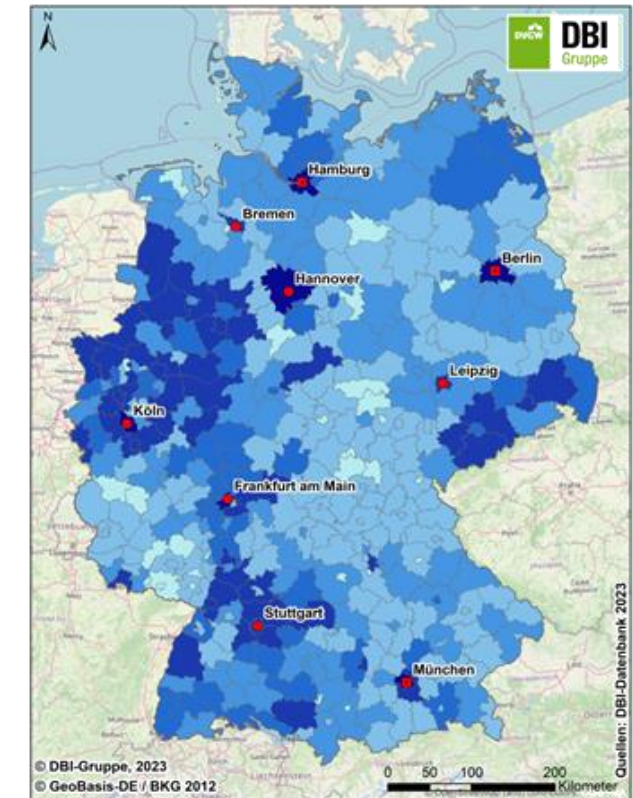 N
DVGW DBI
Gruppe
Hamburg
Bremen
Berlin
Hannover
Leipzig
Köln
Frankfurt am Main
Stuttgart
München
Quellen: DBI-Datenbank 2023
© DBI-Gruppe, 2023
© GeoBasis-DE / BKG 2012
0 50 100 200
Kilometer